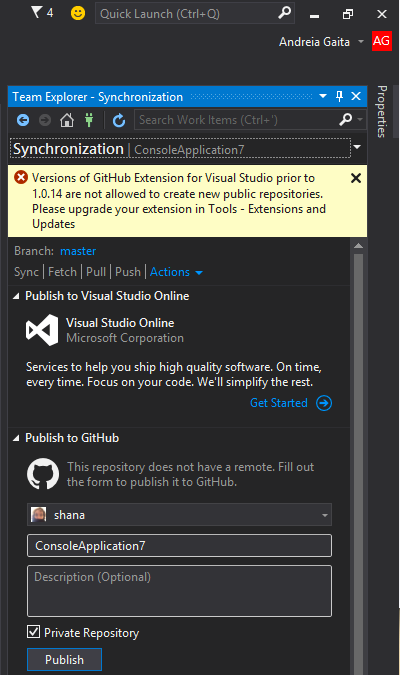 4
Quick Launch (Ctrl+Q)
Andreia Gaita
AG
Properties
Team Explorer - Synchronization
Search Work Items (Ctrl+')
Synchronization | ConsoleApplication7
Versions of GitHub Extension for Visual Studio prior to
1.0.14 are not allowed to create new public repositories.
Please upgrade your extension in Tools - Extensions and
Updates
Branch: master
Sync | Fetch | Pull | Push | Actions
Publish to Visual Studio Online
Visual Studio Online
Microsoft Corporation
Services to help you ship high quality software. On time,
every time. Focus on your code. We'll simplify the rest.
Get Started
Publish to GitHub
This repository does not have a remote. Fill out
the form to publish it to GitHub.
shana
ConsoleApplication7
Description (Optional)
Private Repository
Publish